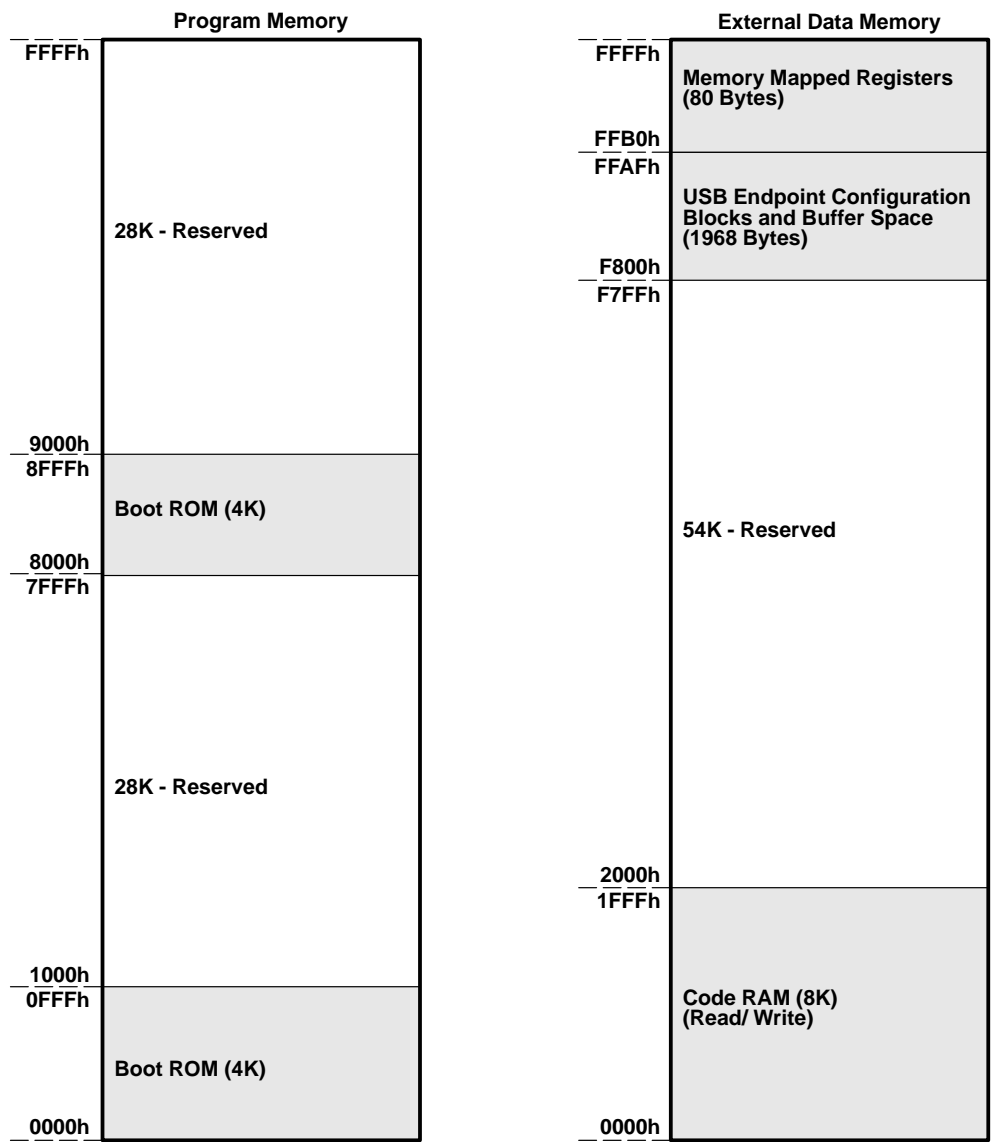 Program Memory
FFFFh
28K - Reserved
9000h
8FFFh
Boot ROM (4K)
8000h
7FFFh
28K - Reserved
1000h
0FFFh
Boot ROM (4K)
0000h
External Data Memory
FFFFh
Memory Mapped Registers
(80 Bytes)
FFB0h
FFAFh
USB Endpoint Configuration
Blocks and Buffer Space
(1968 Bytes)
F800h
F7FFh
54K - Reserved
2000h
1FFFh
Code RAM (8K)
(Read/ Write)
0000h